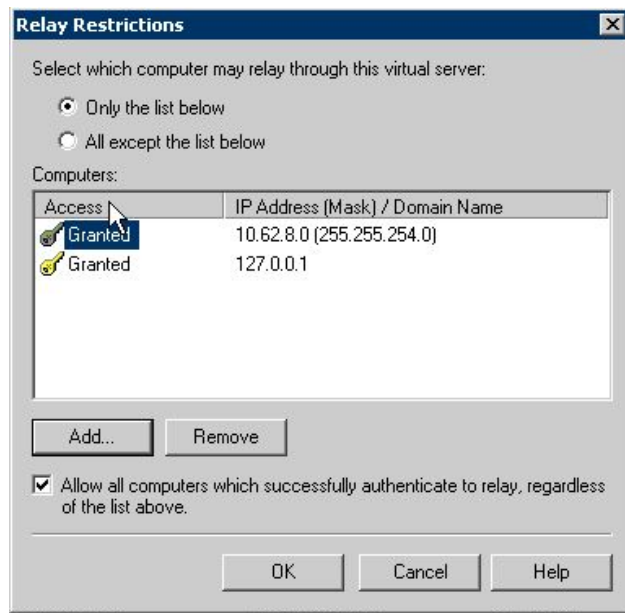 Relay Restrictions
Select which computer may relay through this virtual server:
Only the list below
All except the list below
Computers:
Access IP Address (Mask) / Domain Name
Granted 10.62.8.0 (255.255.254.0)
Granted 127.0.0.1
Add... Remove
Allow all computers which successfully authenticate to relay, regardless
of the list above.
OK Cancel Help